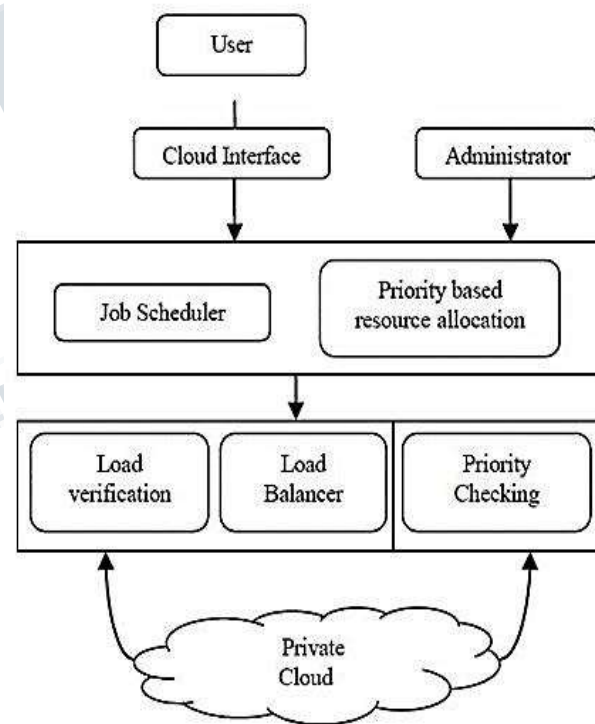 User
Cloud Interface
Administrator
Job Scheduler
Priority based
resource allocation
Load
verification
Load
Balancer
Priority
Checking
Private
Cloud